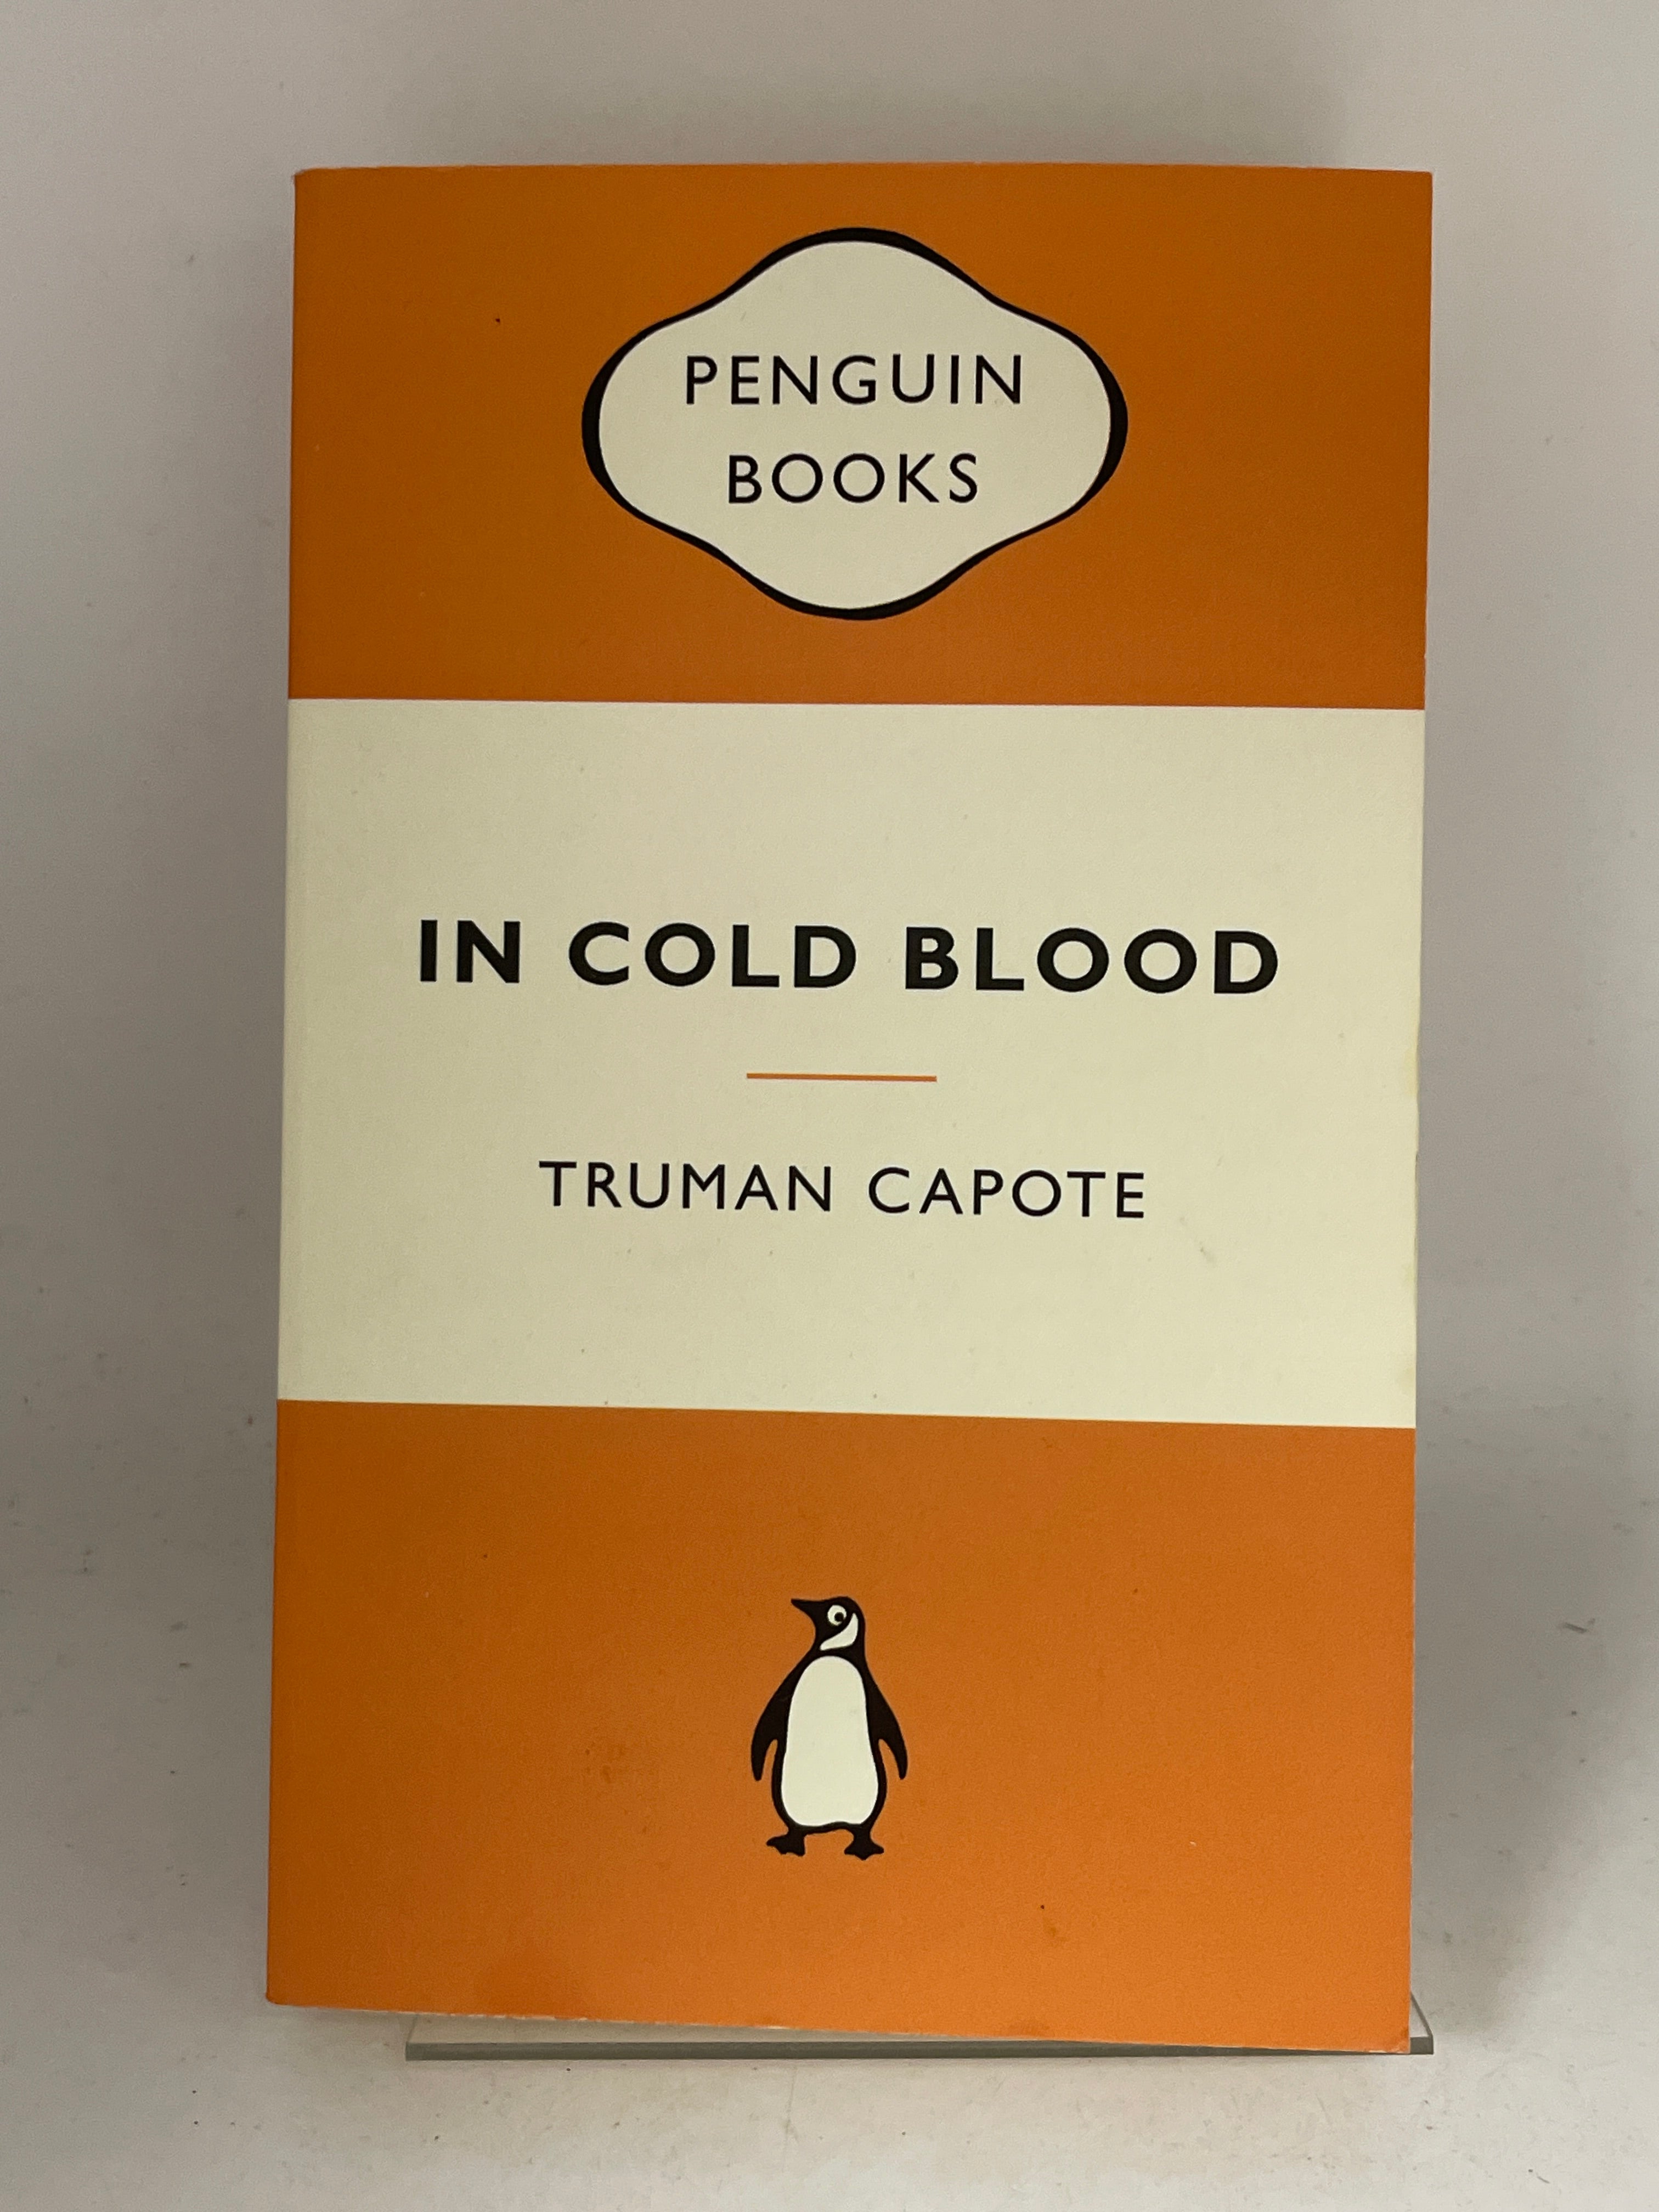 PENGUIN
BOOKS
IN COLD BLOOD
TRUMAN CAPOTE